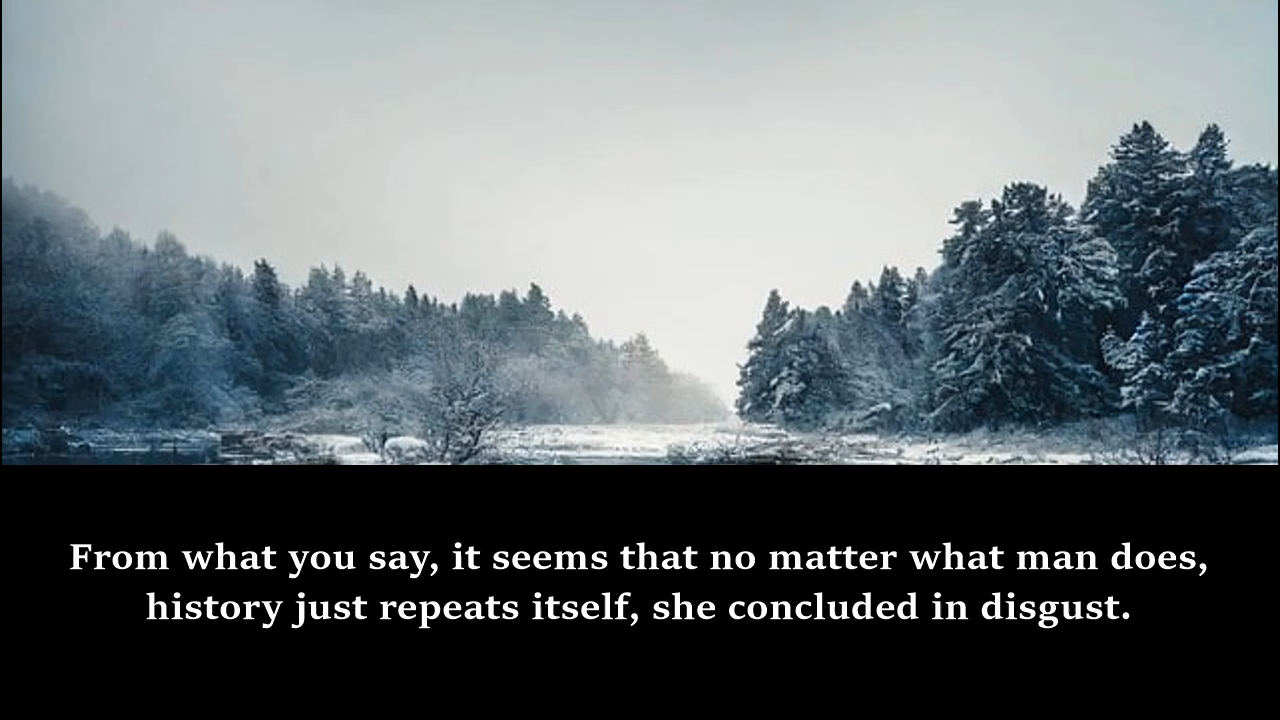 From what you say, it seems that no matter what man does,
history just repeats itself, she concluded in disgust.